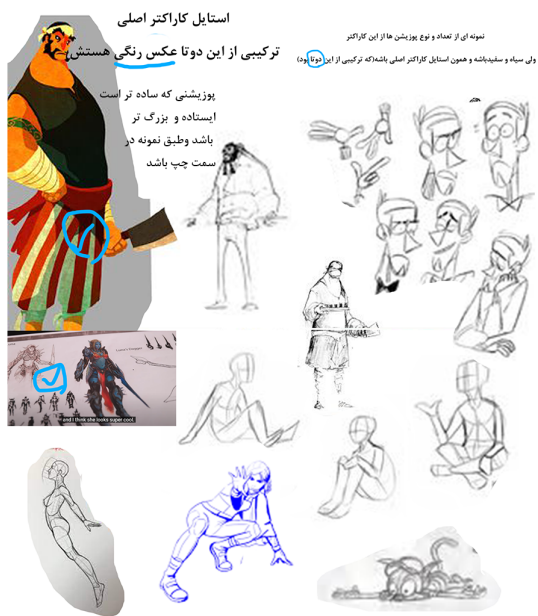 استایل کاراکتر اصلی
ترکیبی از این دوتا عکس رنگی هستش
پوزیشنی که ساده تر است
ایستاده و بزرگ تر
باشد وطبق نمونه در
سمت چپ باشد
نمونه ای از تعداد و نوع پوزیشن ها از این کاراکتر
ولی سیاه و سفیدباشه و همون استایل کاراکتر اصلی باشه(که ترکیبی از این دوتا بود)
and I think she looks super cool.